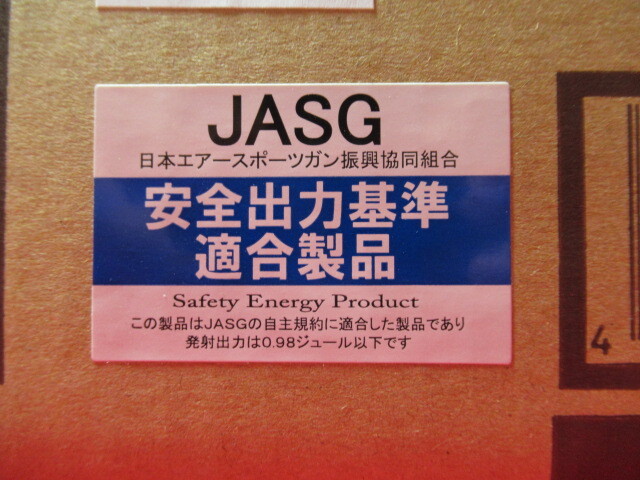 JASG
日本エアースポーツガン振興協同組合
安全出力基準
適合製品
Safety Energy Product
この製品はJASGの自主規約に適合した製品であり
発射出力は0.98ジュール以下です
4